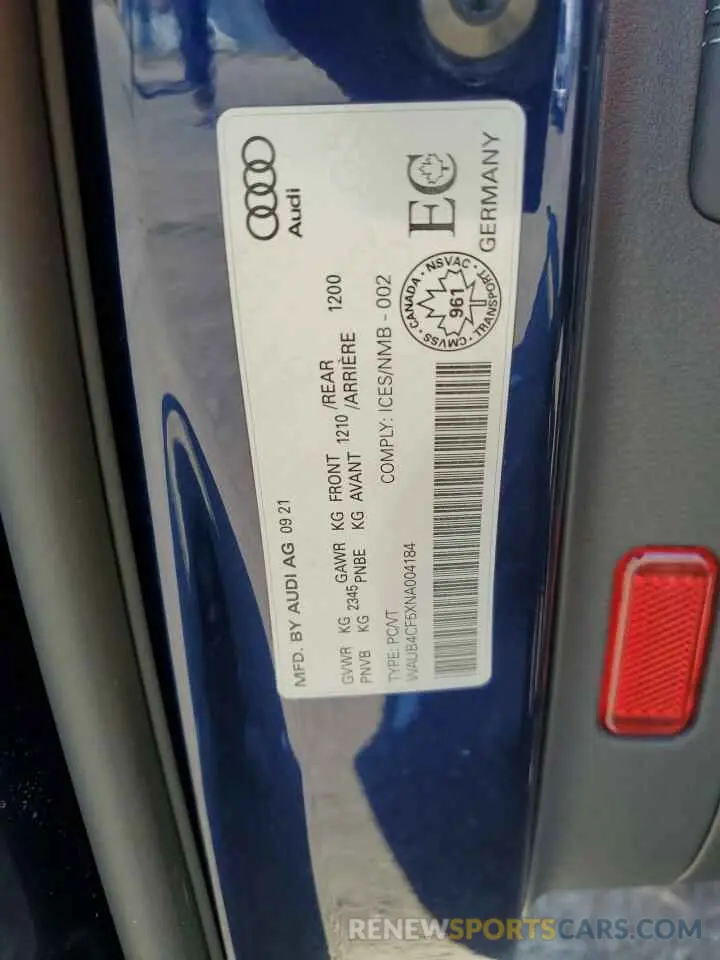 Audi
MFD. BY AUDI AG 09 21
GVWR KG 2345 GAWR KG FRONT 1210 /REAR 1200
PNVB KG PNBE KG AVANT /ARRIÈRE
COMPLY: ICES/NMB - 002
TYPE: PC/VT
WAUB4CF5XNA004184
EC
GERMANY
CANADA · NSVAC · TRANSPORT · CMVSS ·
961
RENEWSPORTSCARS.COM